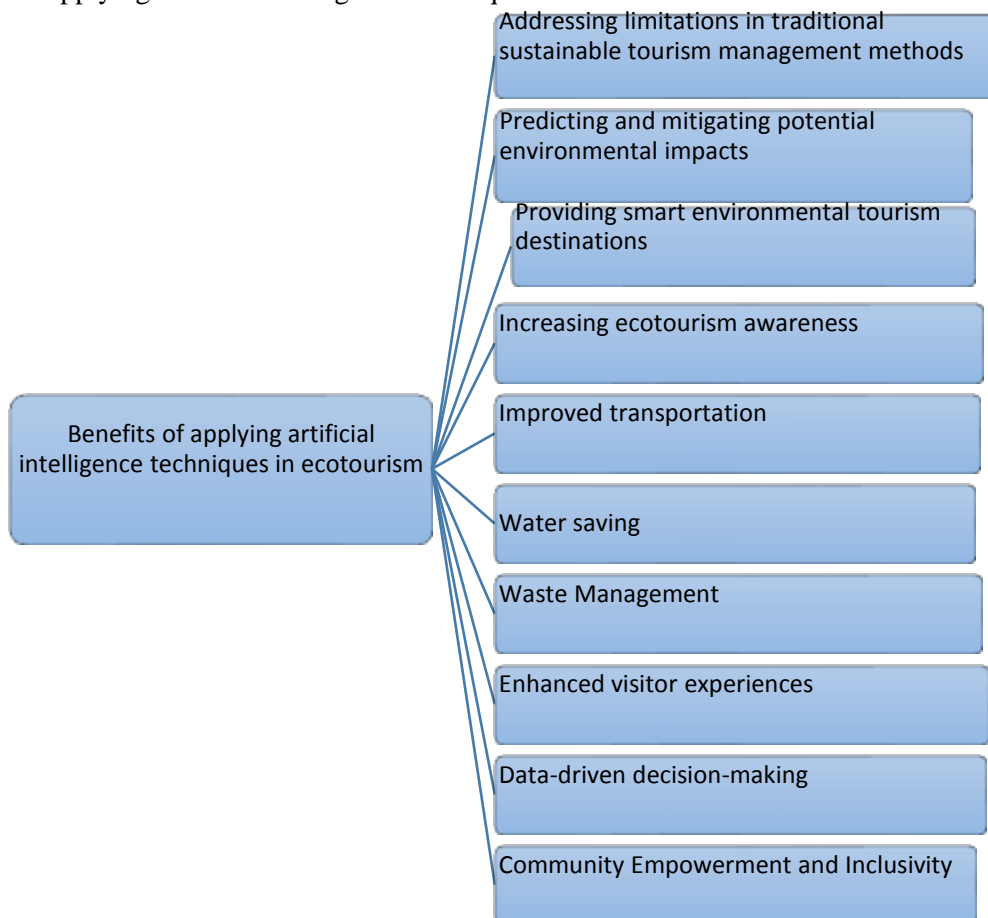 applying
Benefits of applying artificial
intelligence techniques in ecotourism
Addressing limitations in traditional
sustainable tourism management methods
Predicting and mitigating potential
environmental impacts
Providing smart environmental tourism
destinations
Increasing ecotourism awareness
Improved transportation
Water saving
Waste Management
Enhanced visitor experiences
Data-driven decision-making
Community Empowerment and Inclusivity